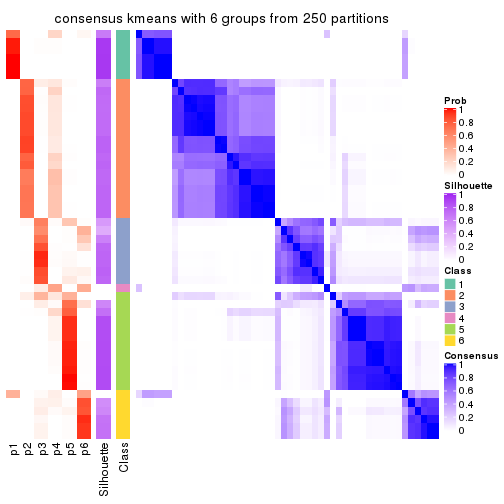 consensus kmeans with 6 groups from 250 partitions
Prob
1
0.8
0.6
0.4
0.2
0
Silhouette
1
0.8
0.6
0.4
0.2
0
Class
1
2
3
4
5
6
Consensus
1
0.8
0.6
0.4
0.2
0
p1
p2
p3
p4
p5
p6
Silhouette
Class